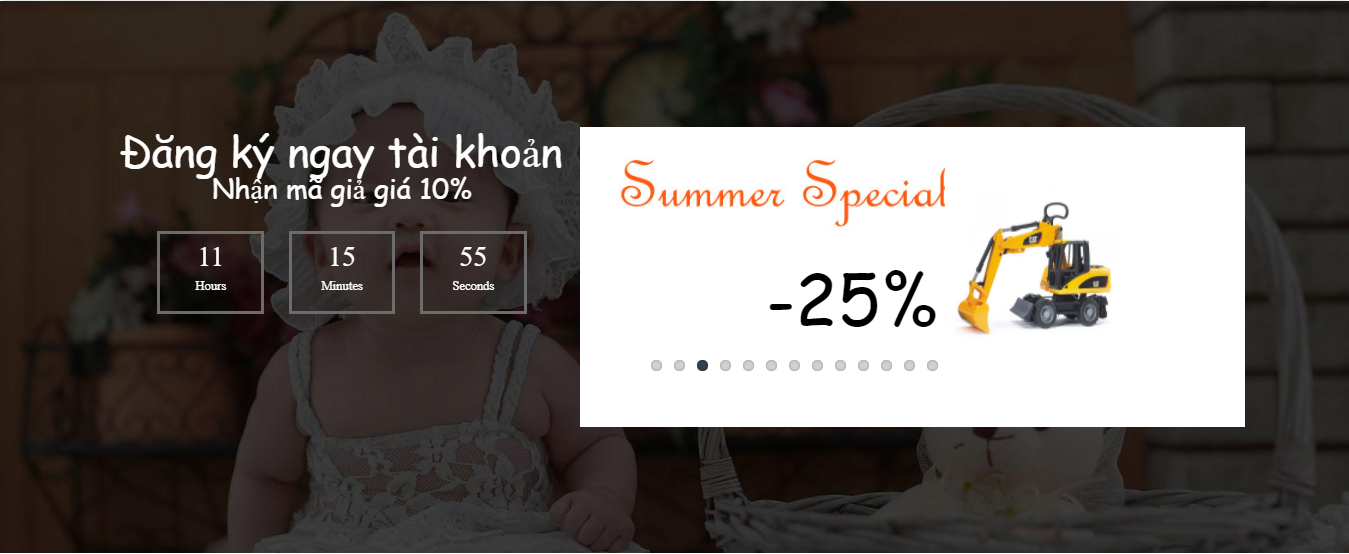 Đăng ký ngay tài khoản
Nhận mã giả giá 10%
11
Hours
15
Minutes
55
Seconds
Summer Special
-25%
CAT